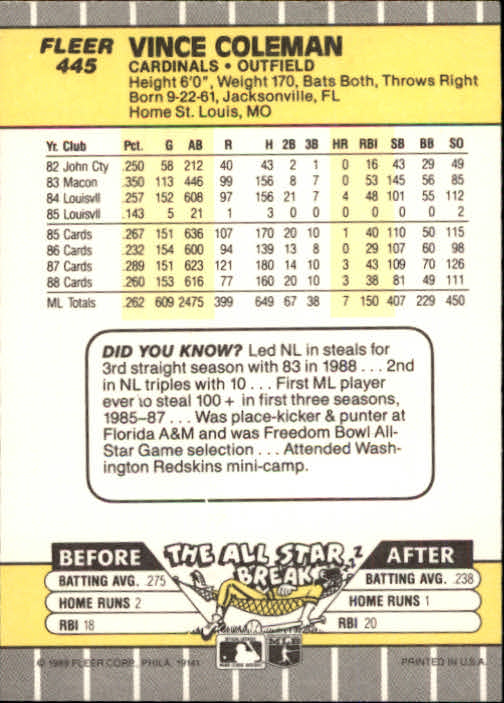 FLEER
445
VINCE COLEMAN
CARDINALS • OUTFIELD
Height 6'0", Weight 170, Bats Both, Throws Right
Born 9-22-61, Jacksonville, FL
Home St. Louis, MO
Yr. Club Pct. G AB R H 2B 3B HR RBI SB BB SO
82 John Cty .250 58 212 40 43 2 1 0 16 43 29 49
83 Macon .350 113 446 99 156 8 7 0 53 145 56 85
84 Louisvll .257 152 608 97 156 21 7 4 48 101 55 112
85 Louisvll .143 5 21 1 3 0 0 0 0 0 0 2
85 Cards .267 151 636 107 170 20 10 1 40 110 50 115
86 Cards .232 154 600 94 139 13 8 0 29 107 60 98
87 Cards .289 151 623 121 180 14 10 3 43 109 70 126
88 Cards .260 153 616 77 160 20 10 3 38 81 49 111
ML Totals .262 609 2475 399 649 67 38 7 150 407 229 450
DID YOU KNOW? Led NL in steals for
3rd straight season with 83 in 1988 . . . 2nd
in NL triples with 10 . . . First ML player
ever to steal 100 + in first three seasons,
1985–87 . . . Was place-kicker & punter at
Florida A&M and was Freedom Bowl All-
Star Game selection . . . Attended Wash-
ington Redskins mini-camp.
BEFORE
THE ALL STAR
BREAK
zzz
AFTER
BATTING AVG. .275
HOME RUNS 2
RBI 18
BATTING AVG. .238
HOME RUNS 1
RBI 20
© 1989 FLEER CORP., PHILA. 19141
PRINTED IN U.S.A.